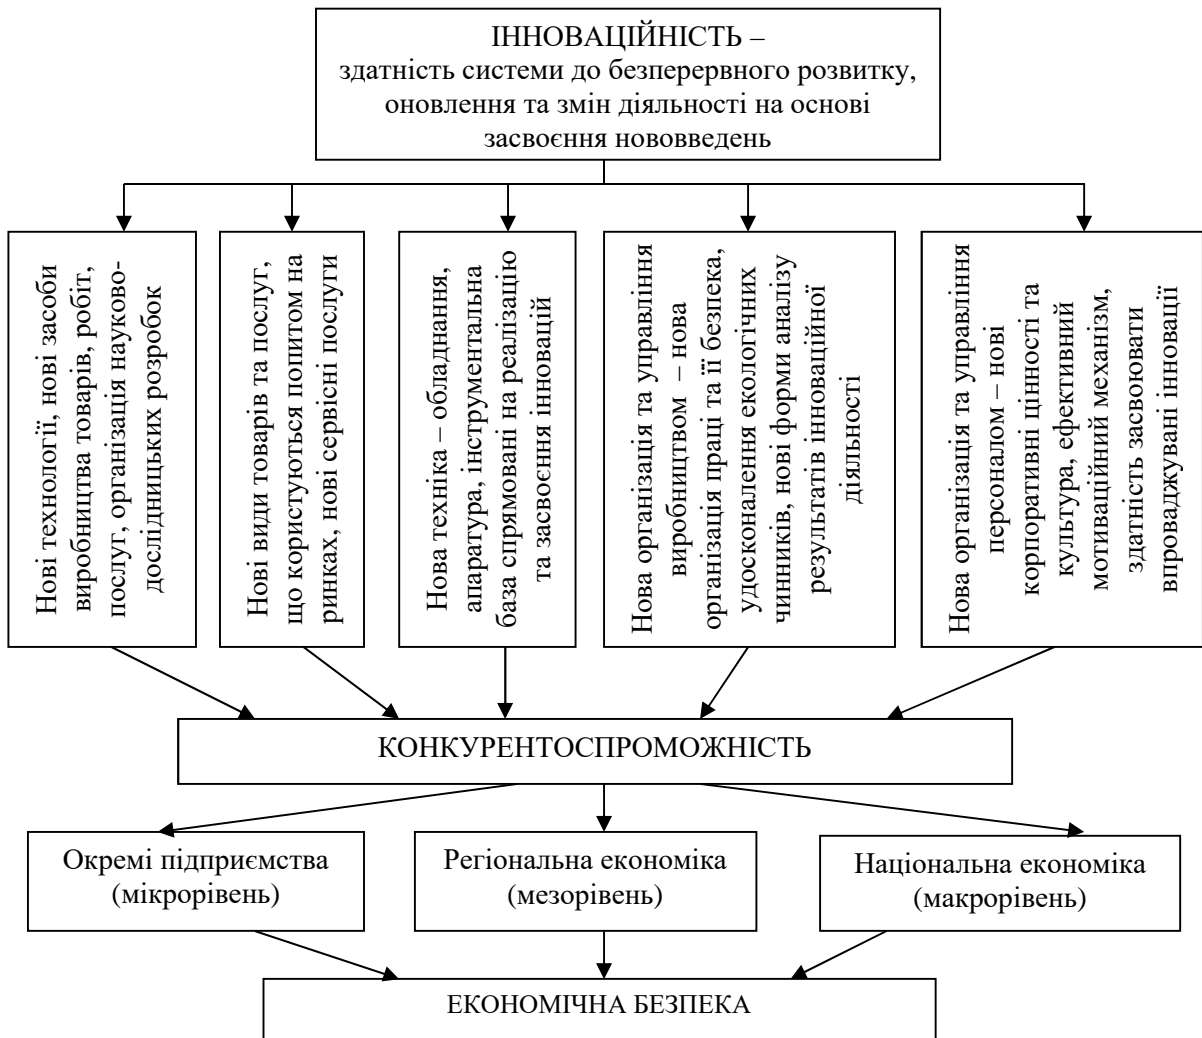 ІННОВАЦІЙНІСТЬ –
здатність системи до безперервного розвитку,
оновлення та змін діяльності на основі
засвоєння нововведень
Нові технології, нові засоби
виробництва товарів, робіт,
послуг, організація науково-
дослідницьких розробок
Нові види товарів та послуг,
що користуються попитом на
ринках, нові сервісні послуги
Нова техніка – обладнання,
апаратура, інструментальна
база спрямовані на реалізацію
та засвоєння інновацій
Нова організація та управління
виробництвом – нова
організація праці та її безпека,
удосконалення екологічних
чинників, нові форми аналізу
результатів інноваційної
діяльності
Нова організація та управління
персоналом – нові
корпоративні цінності та
культура, ефективний
мотиваційний механізм,
здатність засвоювати
впроваджувані інновації
КОНКУРЕНТОСПРОМОЖНІСТЬ
Окремі підприємства
(мікрорівень)
Регіональна економіка
(мезорівень)
Національна економіка
(макрорівень)
ЕКОНОМІЧНА БЕЗПЕКА